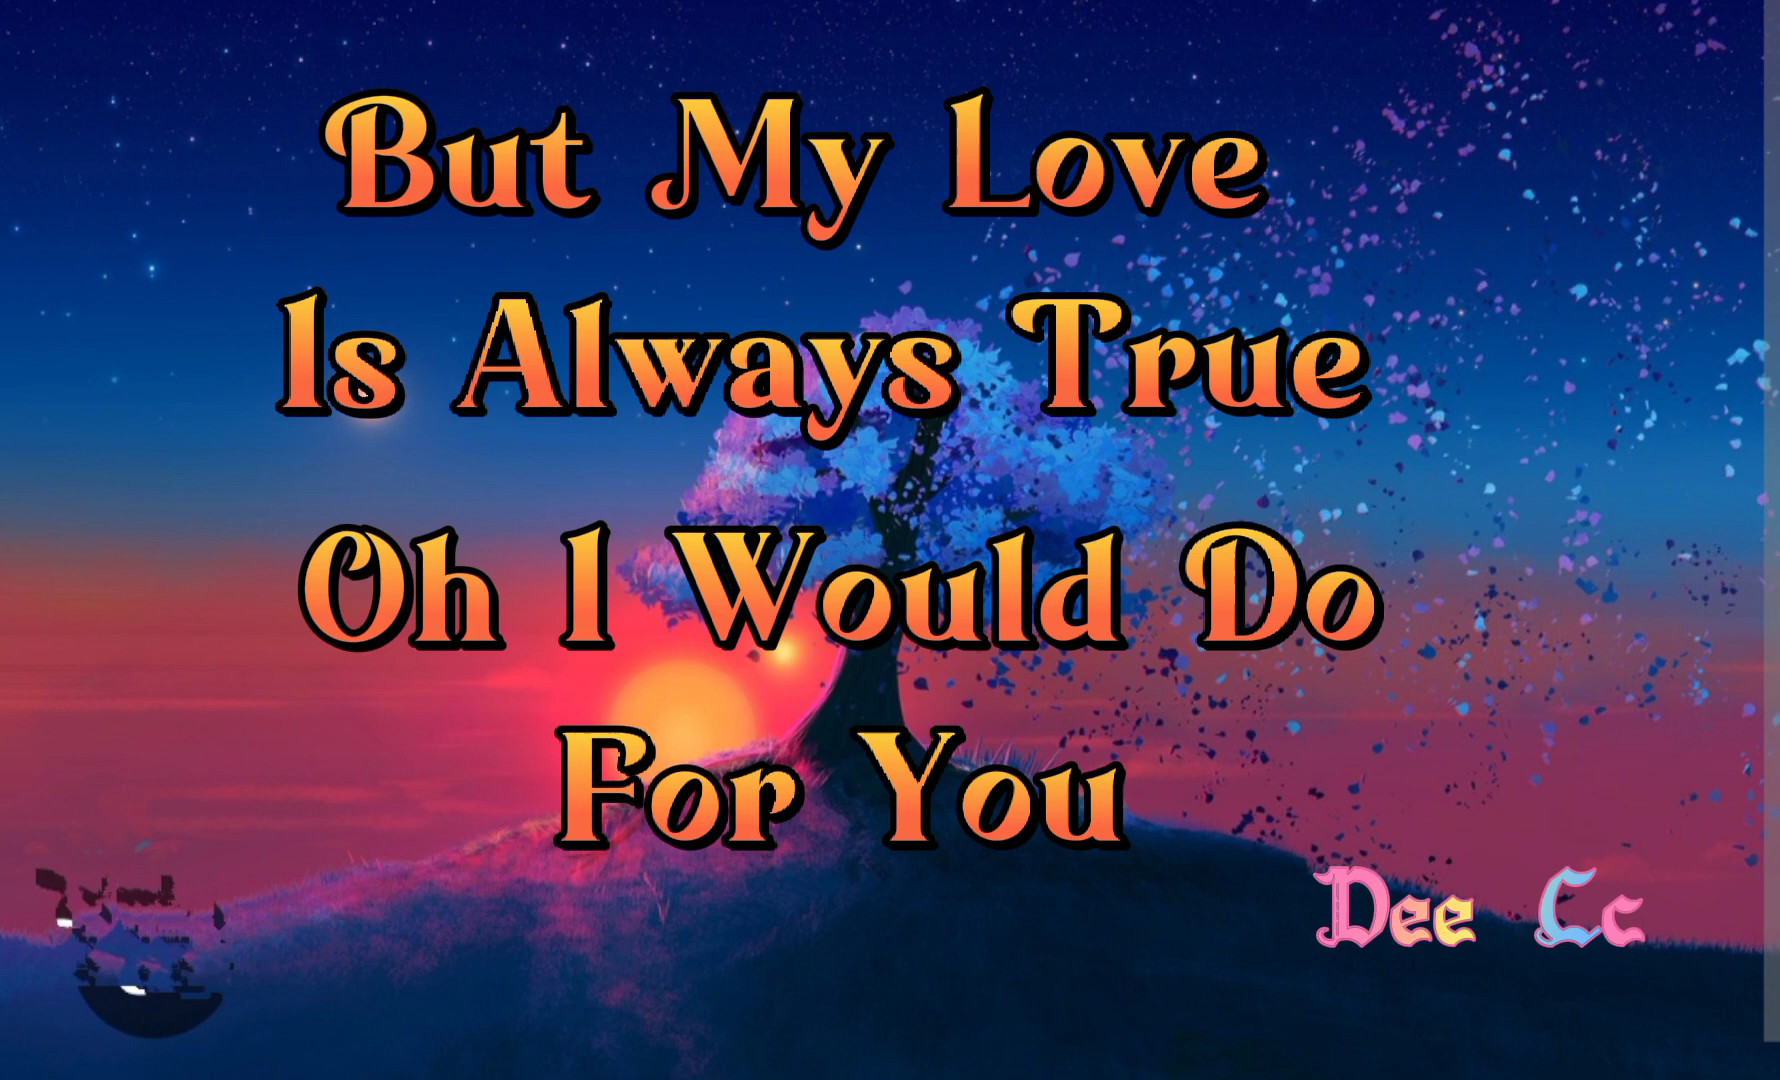 But My Love
Is Always True
Oh I Would Do
For You
Dee Cc